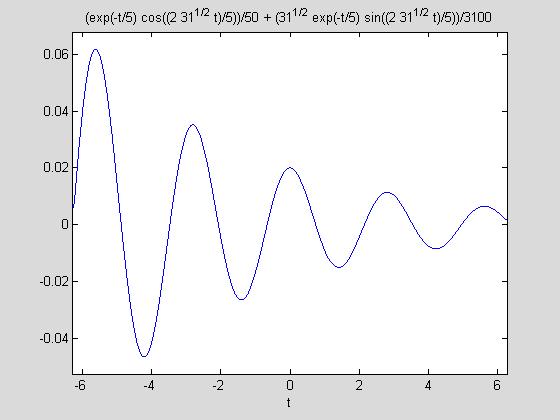 (exp(-t/5) cos((2 31^1/2 t)/5))/50 + (31^1/2 exp(-t/5) sin((2 31^1/2 t)/5))/3100
0.06
0.04
0.02
0
-0.02
-0.04
-6 -4 -2 0 2 4 6
t